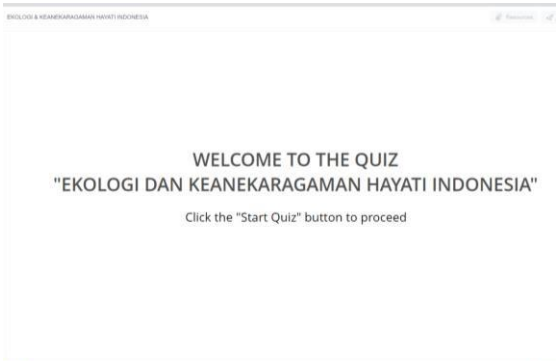 EKOLOGI & KEANEKARAGAMAN HAYATI INDONESIA
WELCOME TO THE QUIZ
"EKOLOGI DAN KEANEKARAGAMAN HAYATI INDONESIA"
Click the "Start Quiz" button to proceed